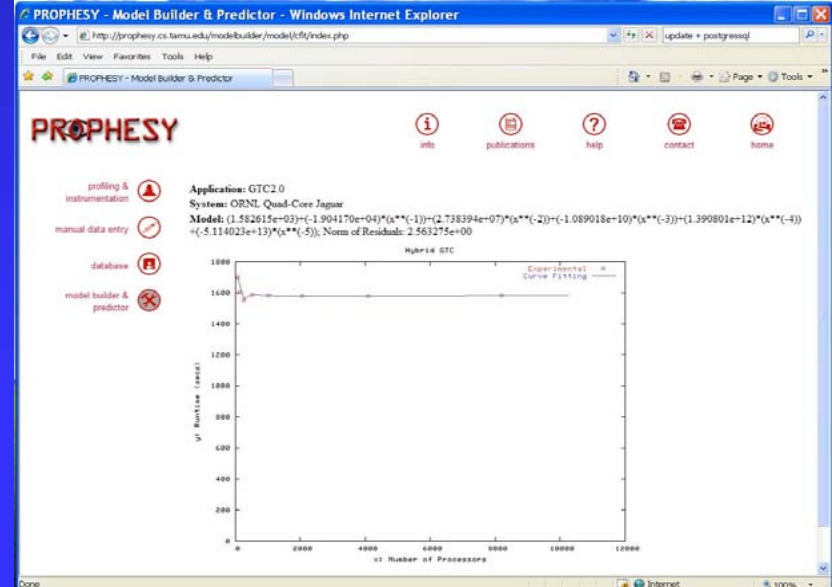 PROPHESY - Model Builder & Predictor - Windows Internet Explorer
http://prophesy.cs.tamu.edu/modelbuilder/model/cfit/index.php
update + postgressql
File Edit View Favorites Tools Help
PROPHESY - Model Builder & Predictor
Page Tools
PROPHESY
info publications help contact home
profiling & instrumentation
manual data entry
database
model builder & predictor
Application: GTC2.0
System: ORNL Quad-Core Jaguar
Model: (1.582615e+03)+(-1.904170e+04)*(x**(-1))+(2.738394e+07)*(x**(-2))+(-1.089018e+10)*(x**(-3))+(1.390801e+12)*(x**(-4))
+(-5.114023e+13)*(x**(-5)); Norm of Residuals: 2.563275e+00
Hybrid GTC
Experimental
Curve Fitting
1800
1600
1400
1200
1000
800
600
400
200
0
y: Runtime (secs)
0 2000 4000 6000 8000 10000 12000
x: Number of Processors
Done
Internet
100%